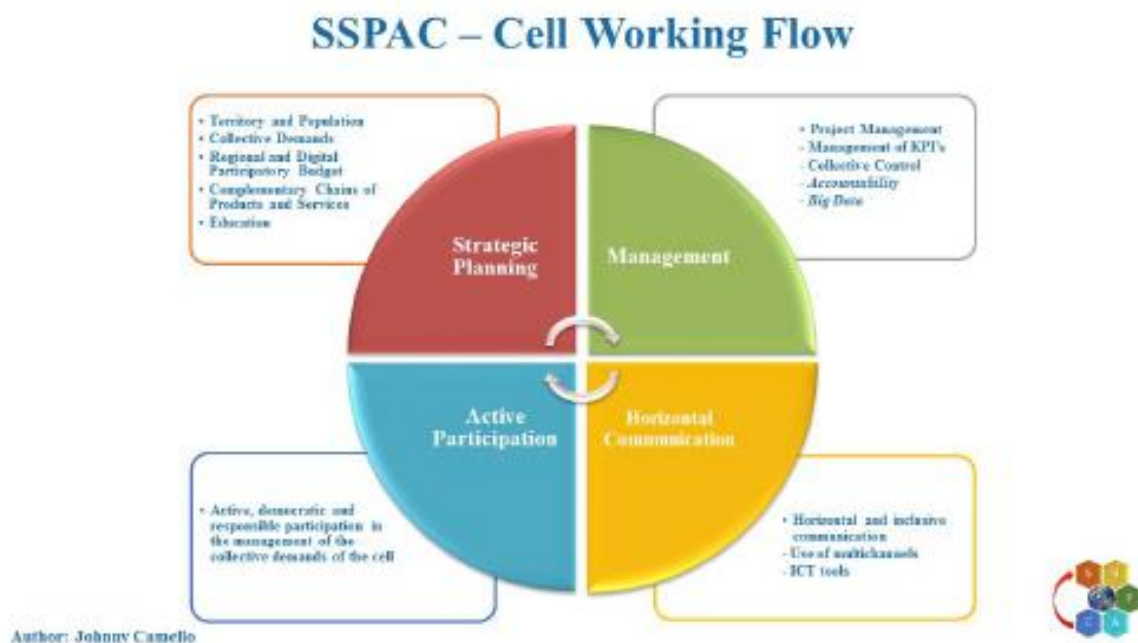 SSPAC – Cell Working Flow
• Territory and Population
• Collective Demands
• Regional and Digital
Participatory Budget
• Complementary Chains of
Products and Services
• Education
• Project Management
- Management of KPI's
- Collective Control
- Accountability
- Big Data
Strategic
Planning
Management
Active
Participation
Horizontal
Communication
• Active, democratic and
responsible participation in
the management of the
collective demands of the cell
• Horizontal and inclusive
communication
- Use of multichannels
- ICT tools
Author: Johnny Camello